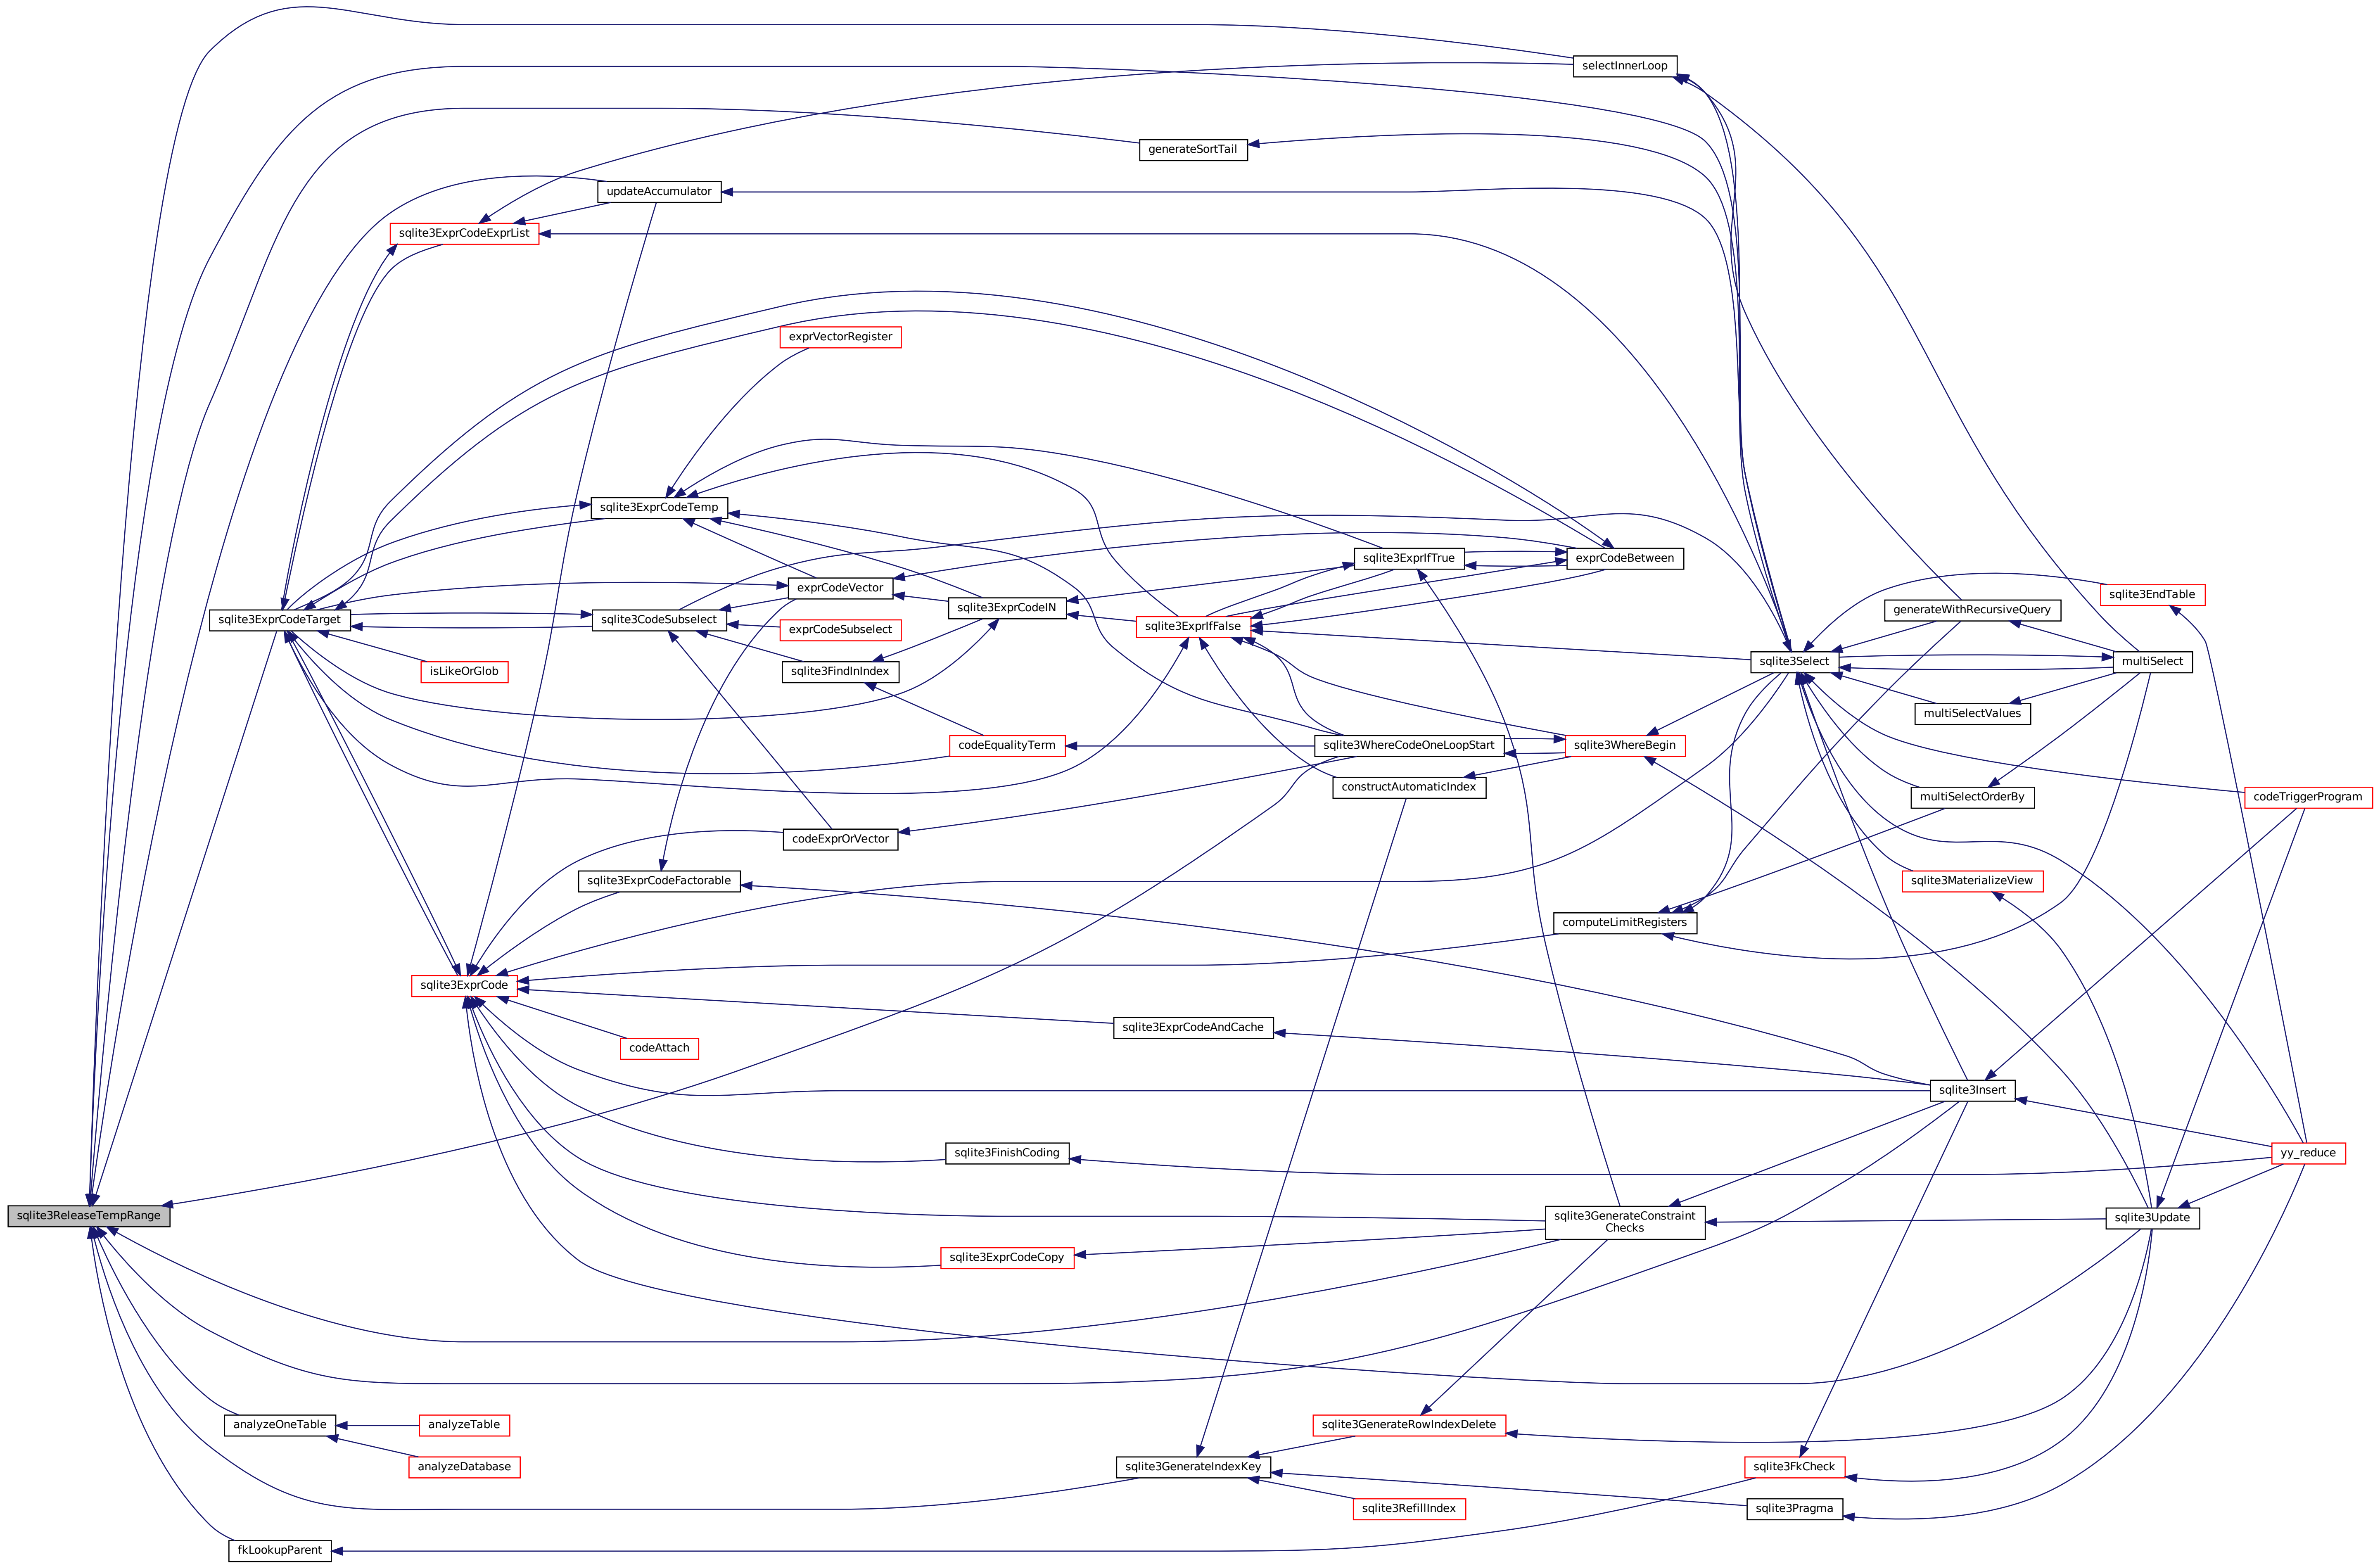 selectInnerLoop
generateSortTail
updateAccumulator
sqlite3ExprCodeExprList
exprVectorRegister
sqlite3ExprCodeTemp
sqlite3ExprIfTrue
exprCodeBetween
exprCodeVector
sqlite3EndTable
sqlite3ExprCodeIN
generateWithRecursiveQuery
sqlite3ExprCodeTarget
sqlite3CodeSubselect
exprCodeSubselect
sqlite3ExprIfFalse
isLikeOrGlob
sqlite3FindInIndex
sqlite3Select
multiSelect
multiSelectValues
codeEqualityTerm
sqlite3WhereCodeOneLoopStart
sqlite3WhereBegin
constructAutomaticIndex
multiSelectOrderBy
codeTriggerProgram
codeExprOrVector
sqlite3ExprCodeFactorable
sqlite3MaterializeView
computeLimitRegisters
sqlite3ExprCode
sqlite3ExprCodeAndCache
codeAttach
sqlite3Insert
sqlite3FinishCoding
yy_reduce
sqlite3ReleaseTempRange
sqlite3GenerateConstraint
Checks
sqlite3Update
sqlite3ExprCodeCopy
analyzeOneTable
analyzeTable
sqlite3GenerateRowIndexDelete
analyzeDatabase
sqlite3GenerateIndexKey
sqlite3FkCheck
sqlite3RefillIndex
sqlite3Pragma
fkLookupParent